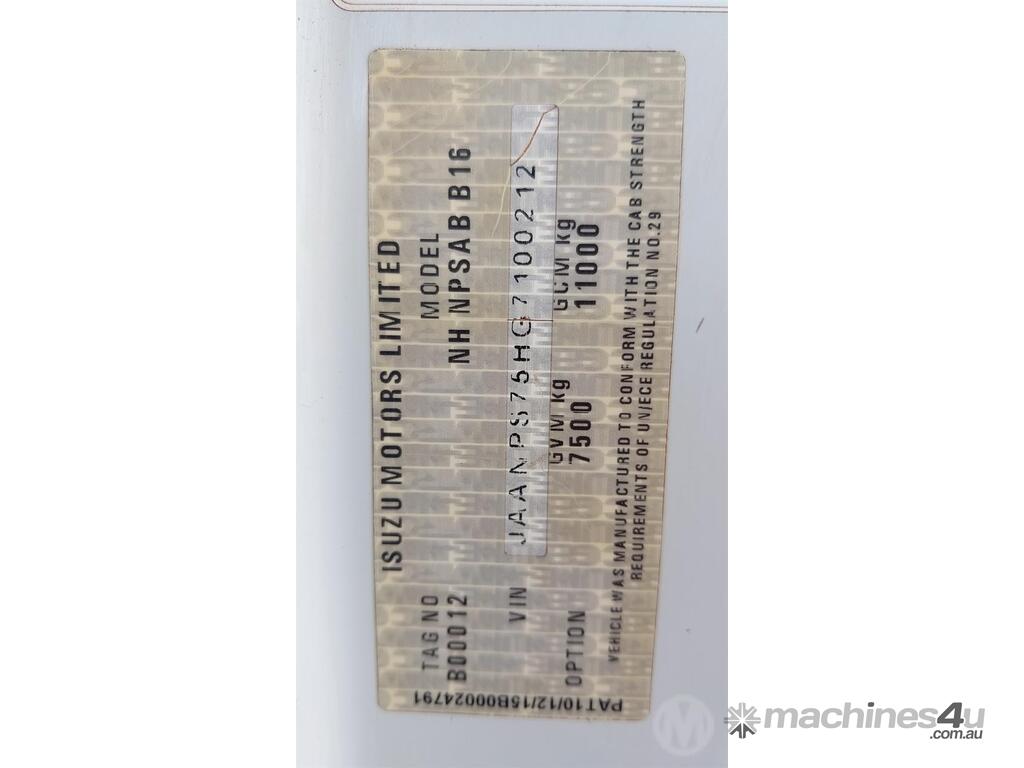 ISUZU MOTORS LIMITED
TAG NO MODEL
B00012 NH NPSAB B16
VIN JAANPS75HG7100212
OPTION GVM kg GCM kg
7500 11000
VEHICLE WAS MANUFACTURED TO CONFORM WITH THE CAB STRENGTH
REQUIREMENTS OF UN/ECE REGULATION NO.29
PAT10/12/15B000024791
machines4u
.com.au